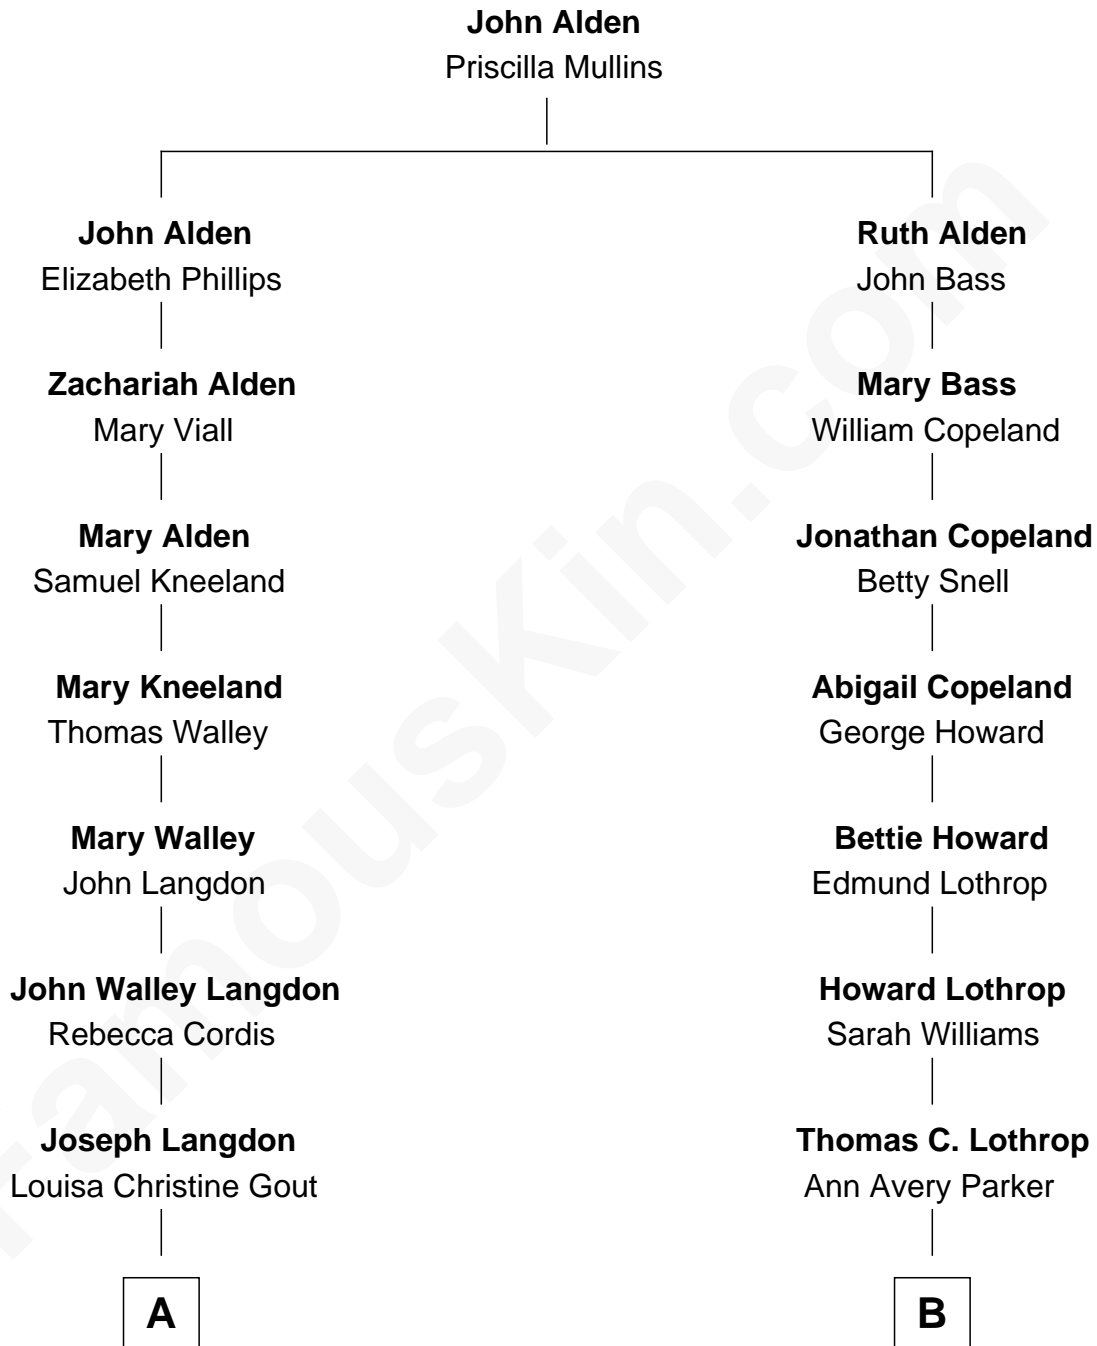 John Alden
Priscilla Mullins
John Alden
Elizabeth Phillips
Ruth Alden
John Bass
Zachariah Alden
Mary Viall
Mary Bass
William Copeland
Mary Alden
Samuel Kneeland
Jonathan Copeland
Betty Snell
Mary Kneeland
Thomas Walley
Abigail Copeland
George Howard
Mary Walley
John Langdon
Bettie Howard
Edmund Lothrop
John Walley Langdon
Rebecca Cordis
Howard Lothrop
Sarah Williams
Joseph Langdon
Louisa Christine Gout
Thomas C. Lothrop
Ann Avery Parker
A
B
FamousKin.com